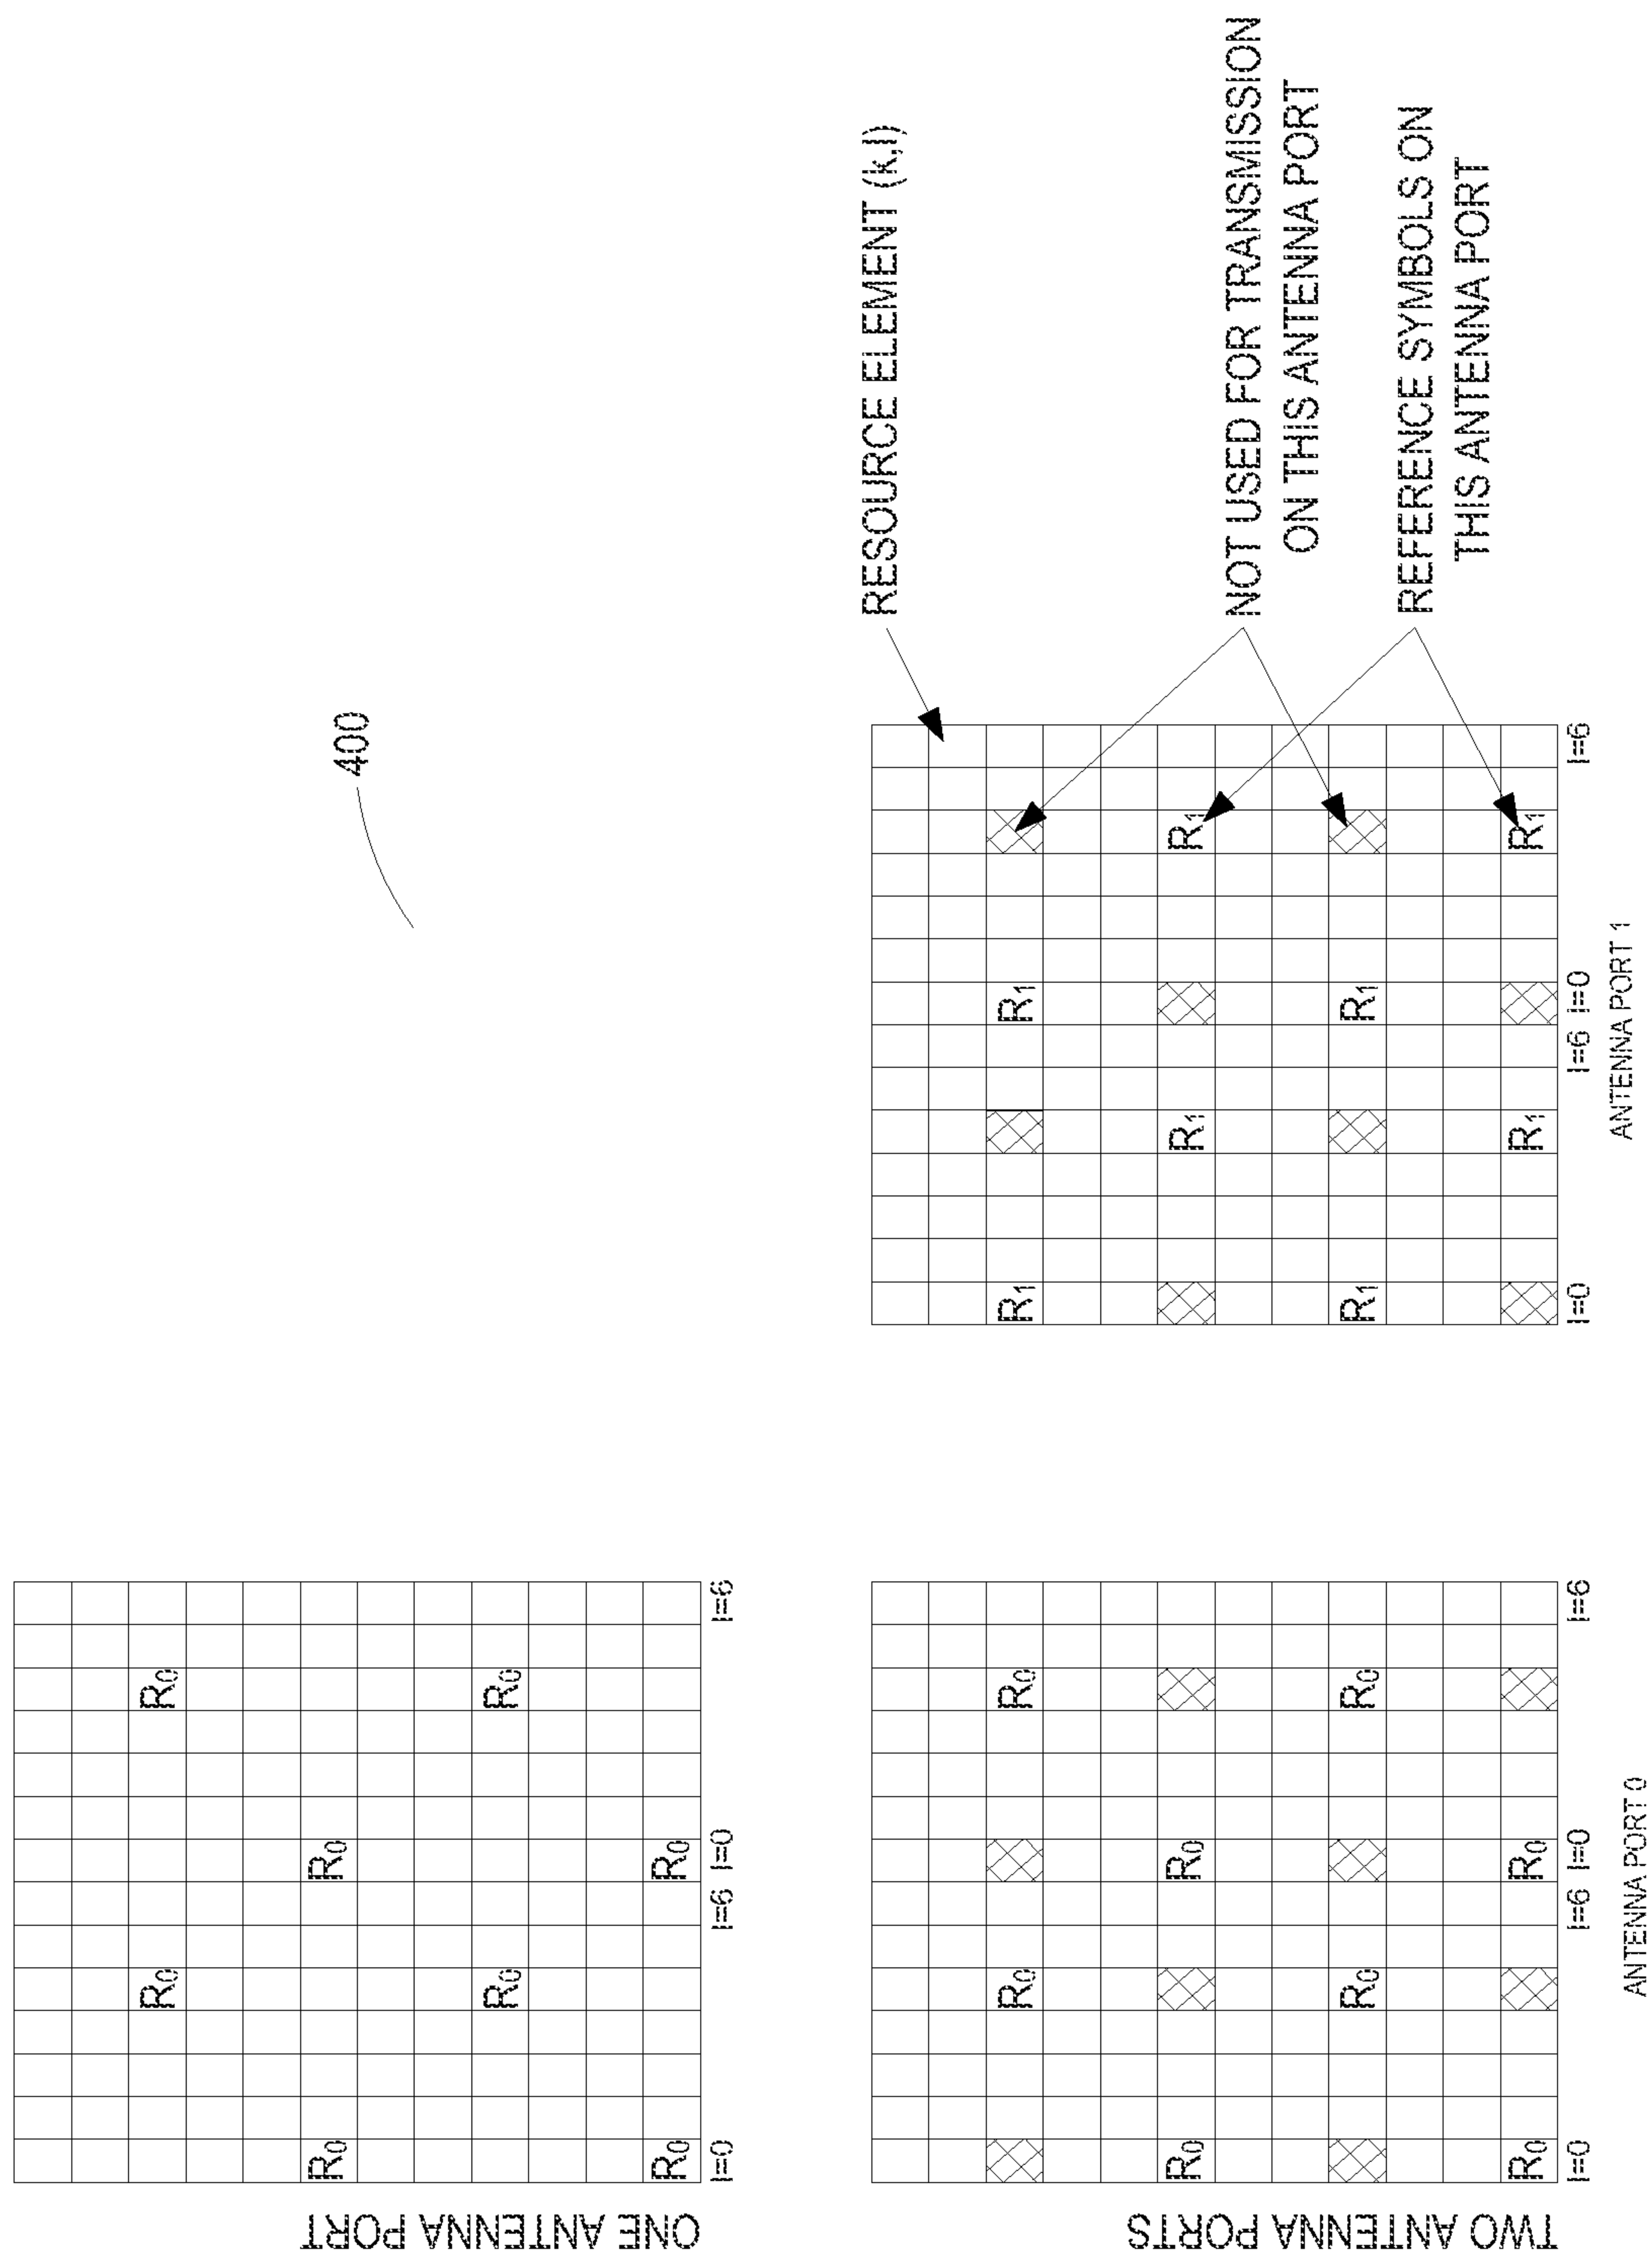 ONE ANTENNA PORT
R0 R0
R0 R0
R0 R0
R0 R0
l=0 l=6 l=0 l=6
400
TWO ANTENNA PORTS
R0 R0
R0 R0
R0 R0
R0 R0
l=0 l=6 l=0 l=6
ANTENNA PORT 0
R1 R1
R1 R1
R1 R1
R1 R1
l=0 l=6 l=0 l=6
ANTENNA PORT 1
RESOURCE ELEMENT (k,l)
NOT USED FOR TRANSMISSION
ON THIS ANTENNA PORT
REFERENCE SYMBOLS ON
THIS ANTENNA PORT